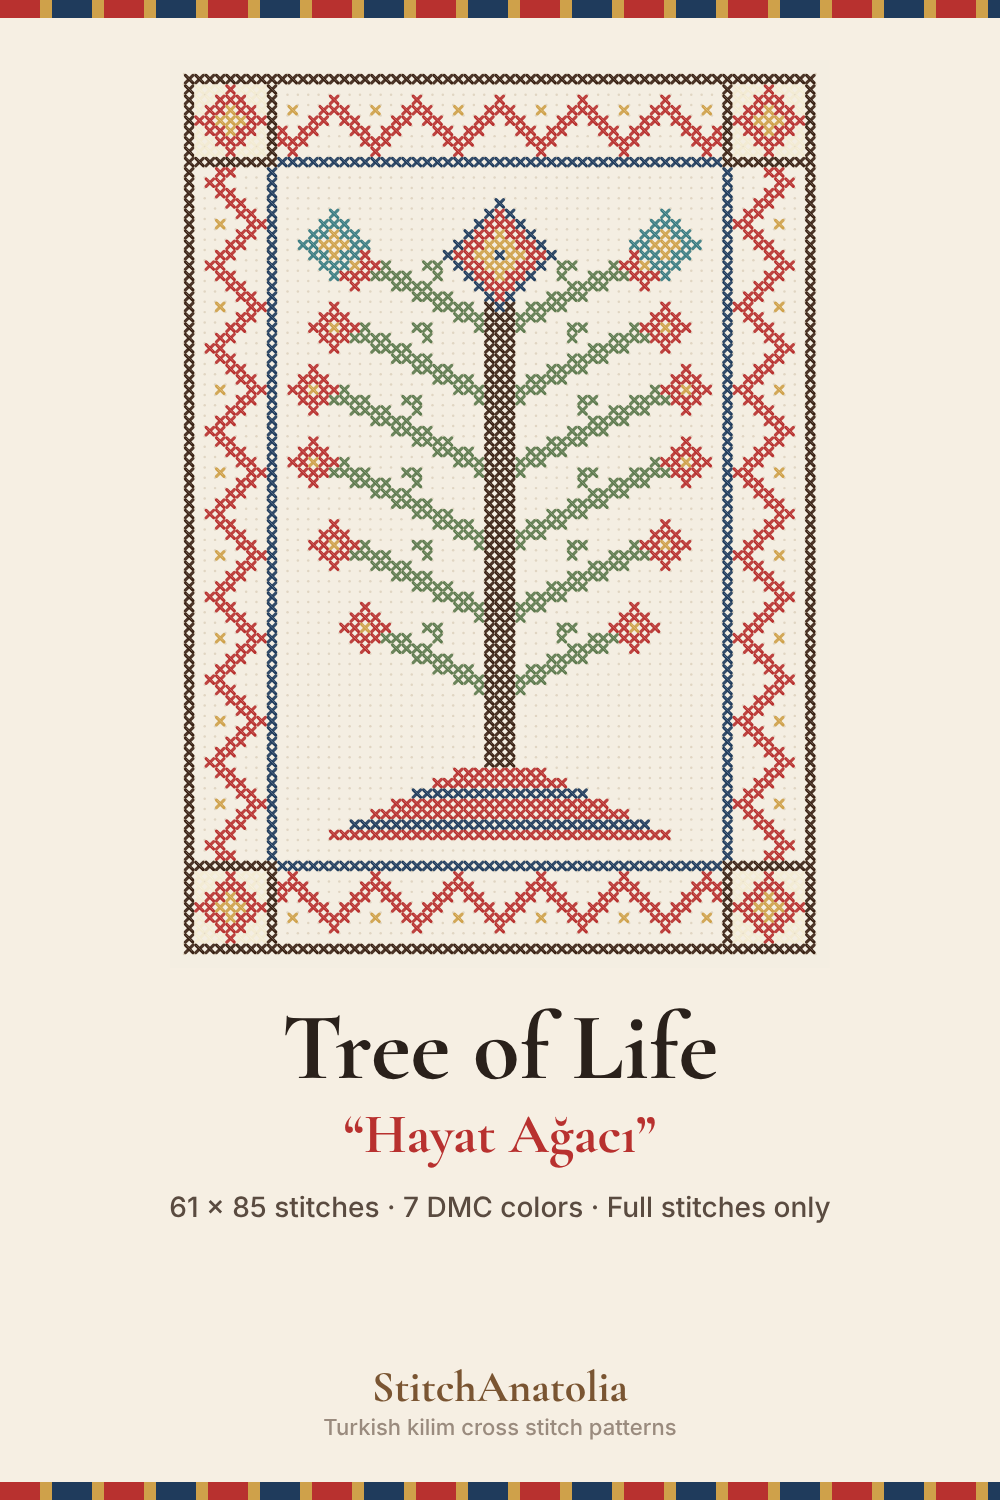 Tree of Life
“Hayat Ağacı”
61 × 85 stitches · 7 DMC colors · Full stitches only
StitchAnatolia
Turkish kilim cross stitch patterns